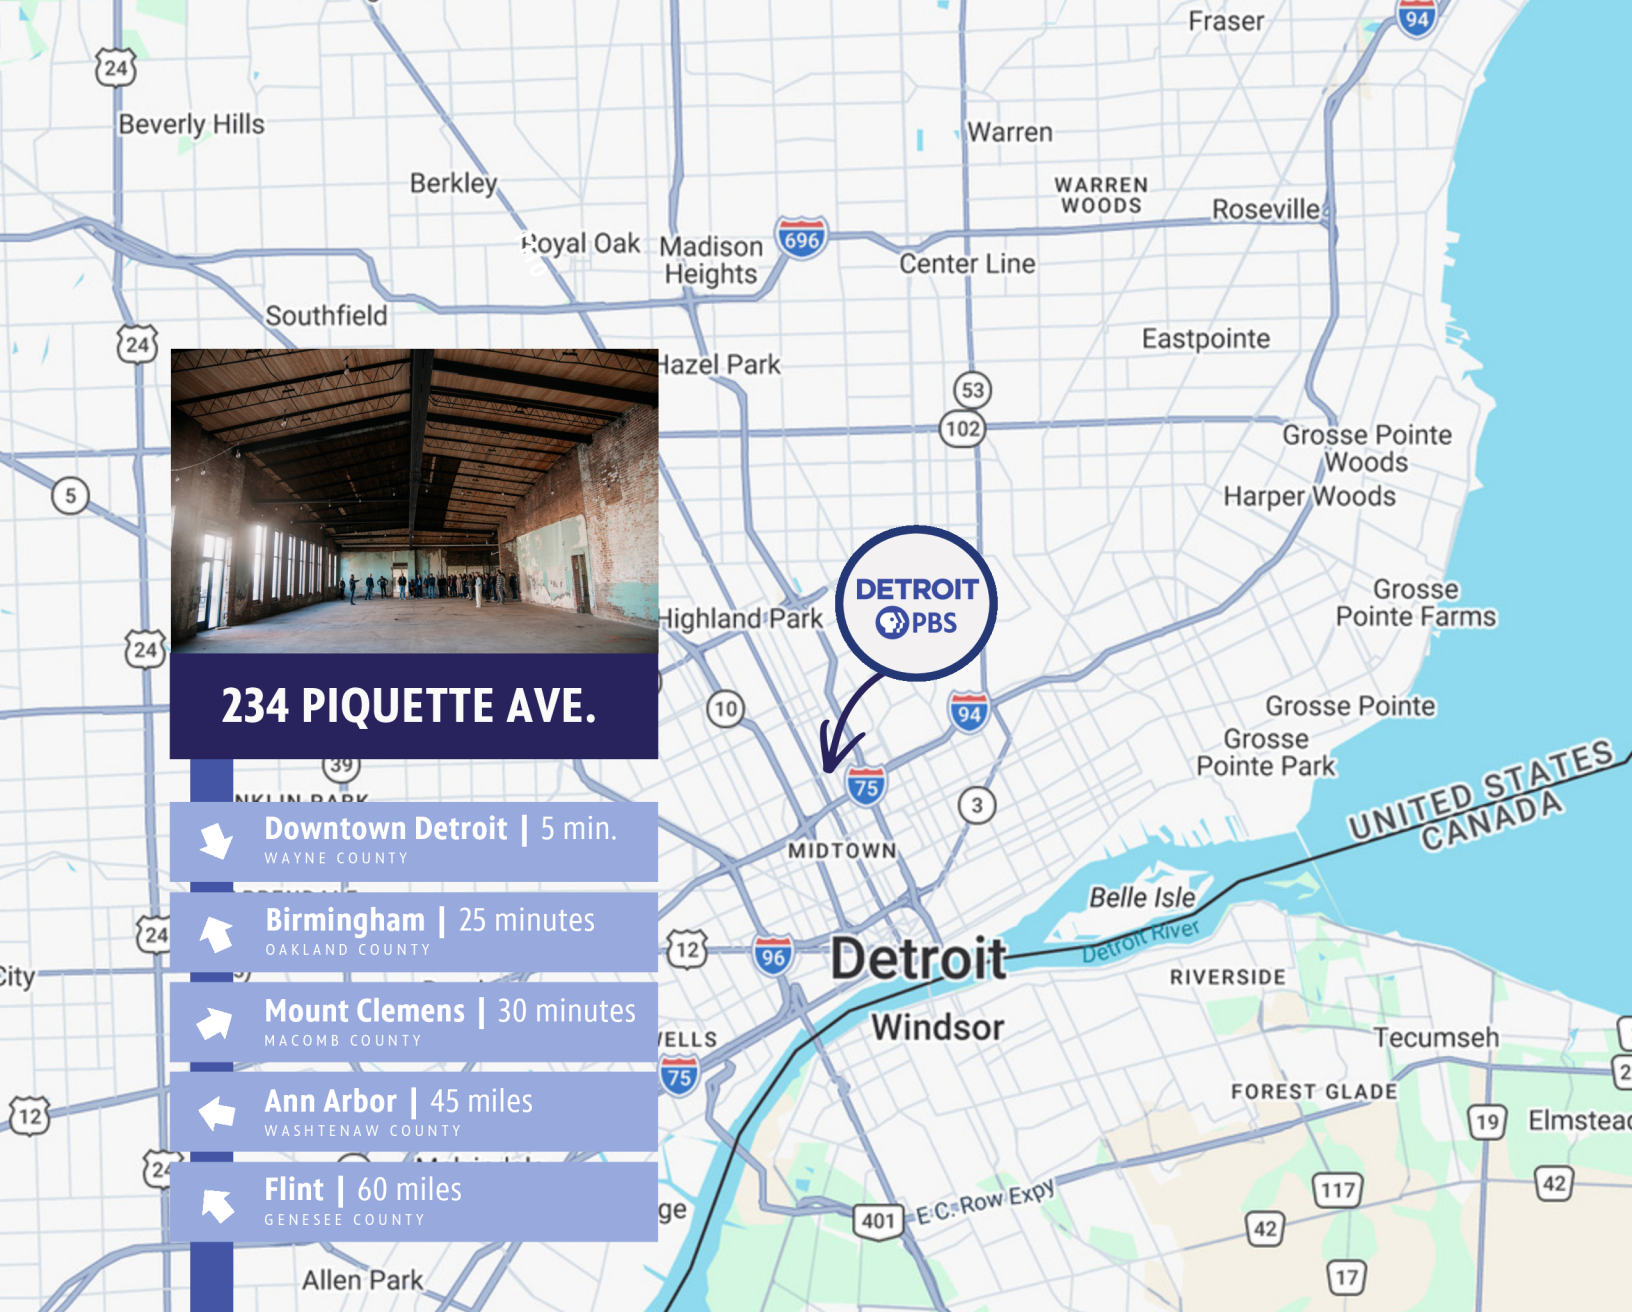 Fraser
94
24
Beverly Hills
Warren
Berkley
WARREN
WOODS
Roseville
Royal Oak
Madison
Heights
696
Center Line
Southfield
24
Eastpointe
Hazel Park
53
102
Grosse Pointe
Woods
5
Harper Woods
DETROIT
PBS
Grosse
Pointe Farms
Highland Park
24
234 PIQUETTE AVE.
10
94
Grosse Pointe
Grosse
Pointe Park
39
75
3
UNITED STATES
CANADA
Downtown Detroit | 5 min.
WAYNE COUNTY
MIDTOWN
Belle Isle
Detroit River
Birmingham | 25 minutes
OAKLAND COUNTY
24
12
96
Detroit
City
RIVERSIDE
Mount Clemens | 30 minutes
MACOMB COUNTY
Windsor
Tecumseh
75
FOREST GLADE
Ann Arbor | 45 miles
WASHTENAW COUNTY
12
19
Elmstead
24
Flint | 60 miles
GENESEE COUNTY
117
42
401
E.C. Row Expy
42
Allen Park
17